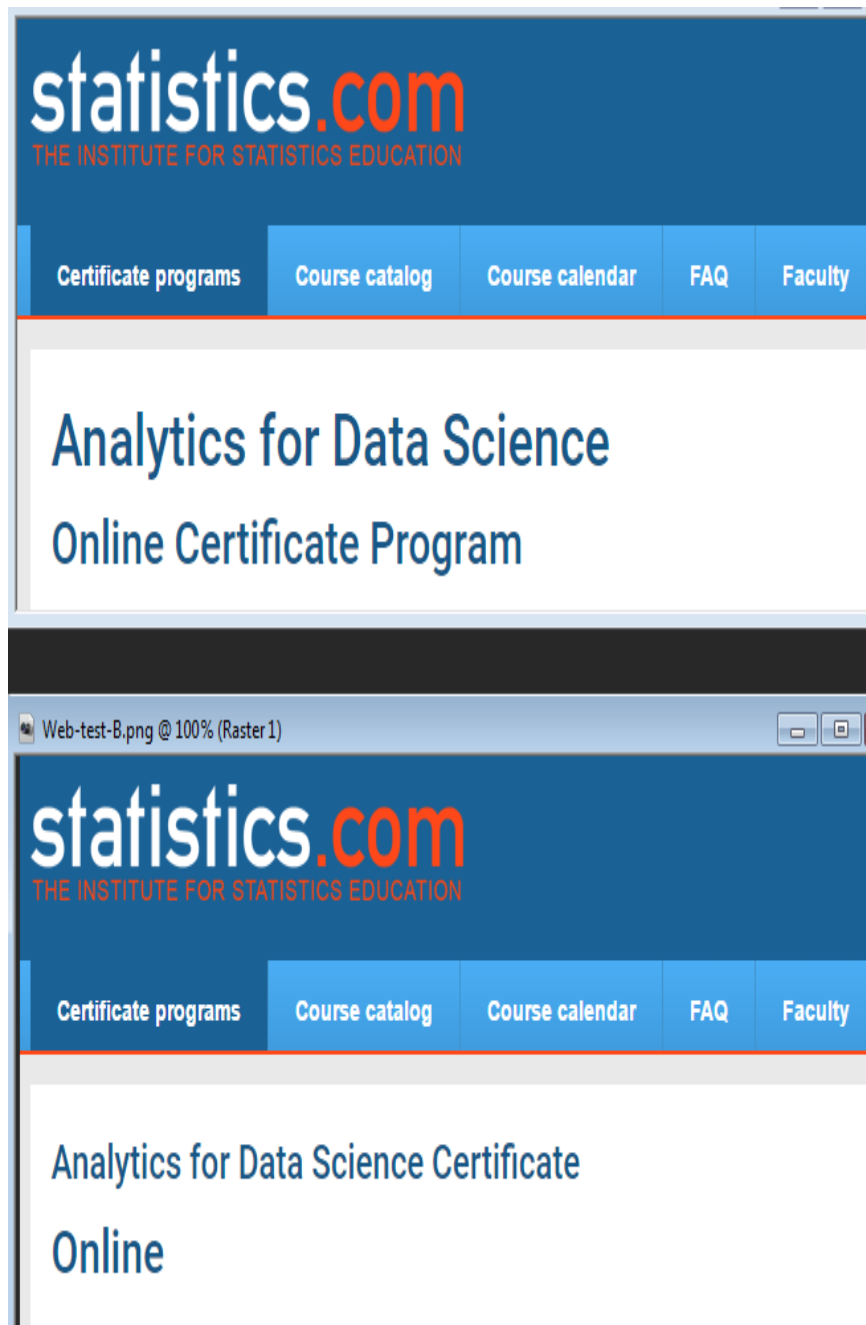 statistics.com
THE INSTITUTE FOR STATISTICS EDUCATION
Certificate programs Course catalog Course calendar FAQ Faculty
Analytics for Data Science
Online Certificate Program
Web-test-B.png @ 100% (Raster 1)
statistics.com
THE INSTITUTE FOR STATISTICS EDUCATION
Certificate programs Course catalog Course calendar FAQ Faculty
Analytics for Data Science Certificate
Online